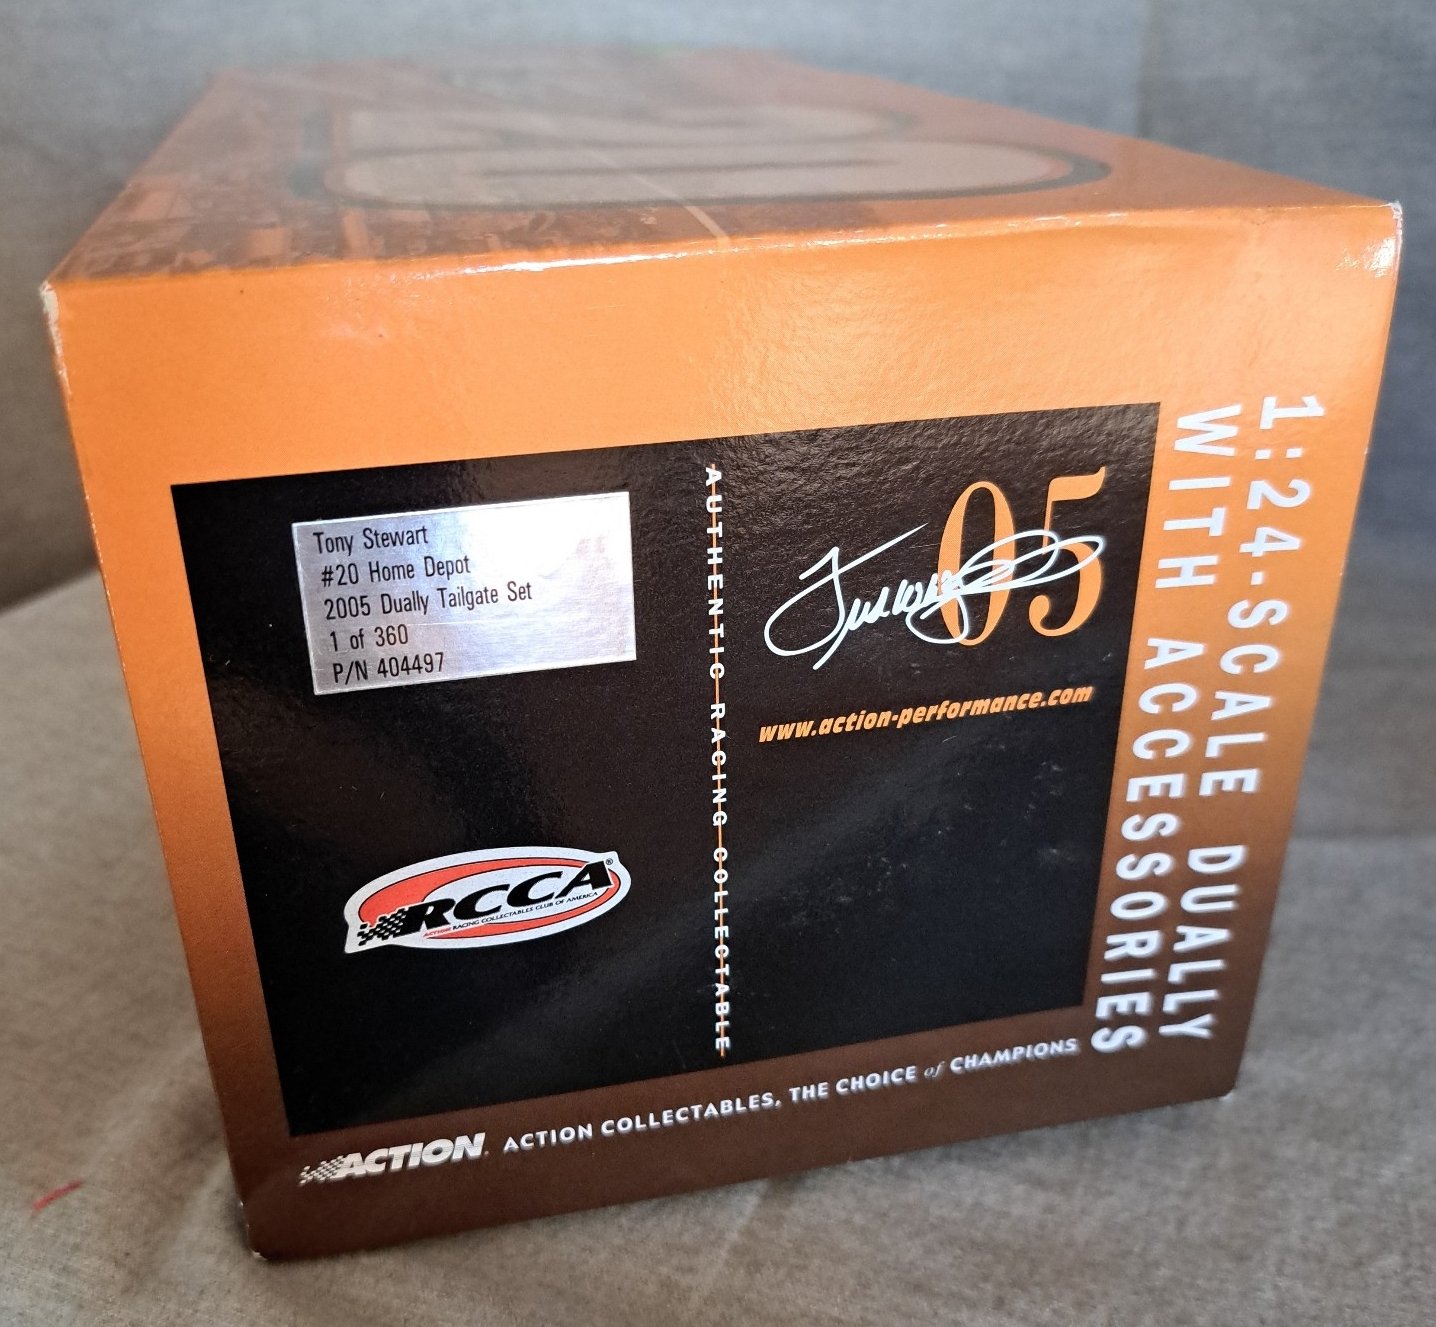 Tony Stewart
#20 Home Depot
2005 Dually Tailgate Set
1 of 360
P/N 404497
AUTHENTIC RACING COLLECTABLE
05
www.action-performance.com
1:24-SCALE DUALLY
WITH ACCESSORIES
RCCA®
ACTION RACING COLLECTABLES CLUB OF AMERICA
ACTION. ACTION COLLECTABLES, THE CHOICE of CHAMPIONS